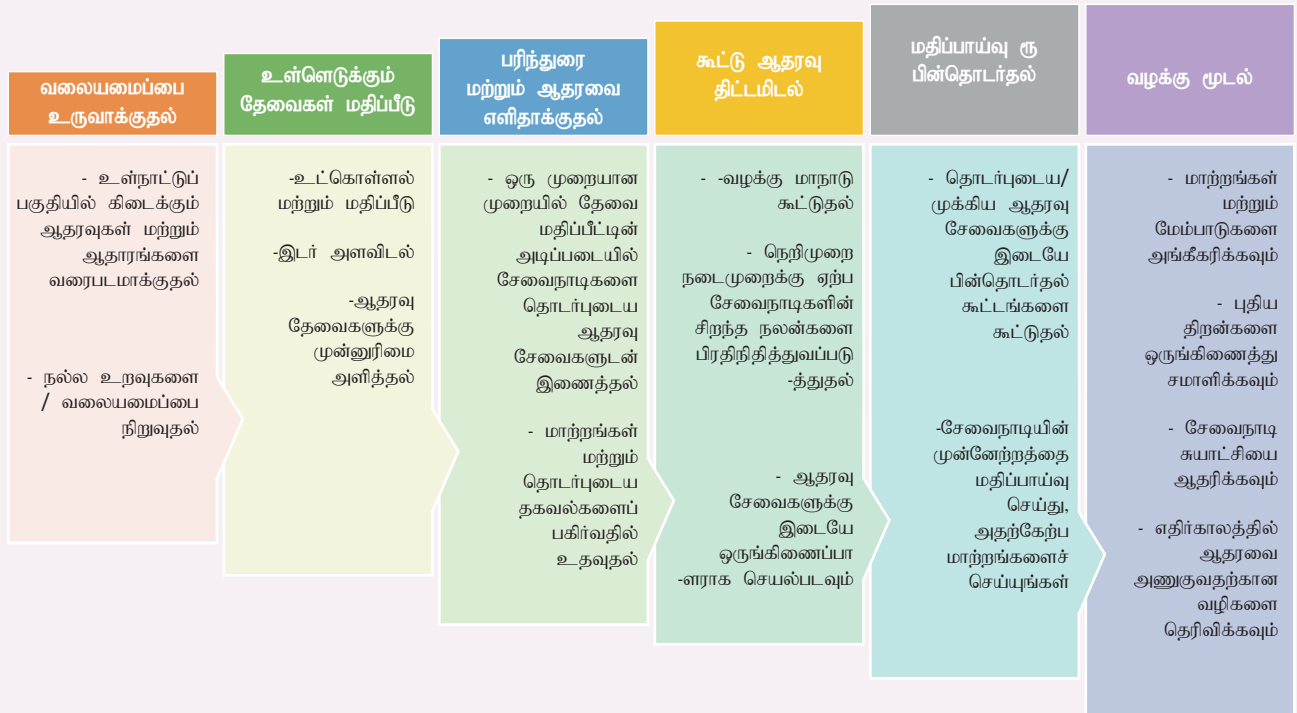 வலையமைப்பை
உருவாக்குதல்
- உள்நாட்டுப்
பகுதியில் கிடைக்கும்
ஆதரவுகள் மற்றும்
ஆதாரங்களை
வரைபடமாக்குதல்
- நல்ல உறவுகளை
/ வலையமைப்பை
நிறுவுதல்
உள்ளெடுக்கும்
தேவைகள் மதிப்பீடு
-உட்கொள்ளல்
மற்றும் மதிப்பீடு
-இடர் அளவிடல்
-ஆதரவு
தேவைகளுக்கு
முன்னுரிமை
அளித்தல்
பரிந்துரை
மற்றும் ஆதரவை
எளிதாக்குதல்
- ஒரு முறையான
முறையில் தேவை
மதிப்பீட்டின்
அடிப்படையில்
சேவைநாடிகளை
தொடர்புடைய
ஆதரவு
சேவைகளுடன்
இணைத்தல்
- மாற்றங்கள்
மற்றும்
தொடர்புடைய
தகவல்களைப்
பகிர்வதில்
உதவுதல்
கூட்டு ஆதரவு
திட்டமிடல்
- -வழக்கு மாநாடு
கூட்டுதல்
- நெறிமுறை
நடைமுறைக்கு ஏற்ப
சேவைநாடிகளின்
சிறந்த நலன்களை
பிரதிநிதித்துவப்படு
-த்துதல்
- ஆதரவு
சேவைகளுக்கு
இடையே
ஒருங்கிணைப்பா
-ளராக செயல்படவும்
மதிப்பாய்வு ரூ
பின்தொடர்தல்
- தொடர்புடைய/
முக்கிய ஆதரவு
சேவைகளுக்கு
இடையே
பின்தொடர்தல்
கூட்டங்களை
கூட்டுதல்
-சேவைநாடியின்
முன்னேற்றத்தை
மதிப்பாய்வு
செய்து,
அதற்கேற்ப
மாற்றங்களைச்
செய்யுங்கள்
வழக்கு மூடல்
- மாற்றங்கள்
மற்றும்
மேம்பாடுகளை
அங்கீகரிக்கவும்
- புதிய
திறன்களை
ஒருங்கிணைத்து
சமாளிக்கவும்
- சேவைநாடி
சுயாட்சியை
ஆதரிக்கவும்
- எதிர்காலத்தில்
ஆதரவை
அணுகுவதற்கான
வழிகளை
தெரிவிக்கவும்